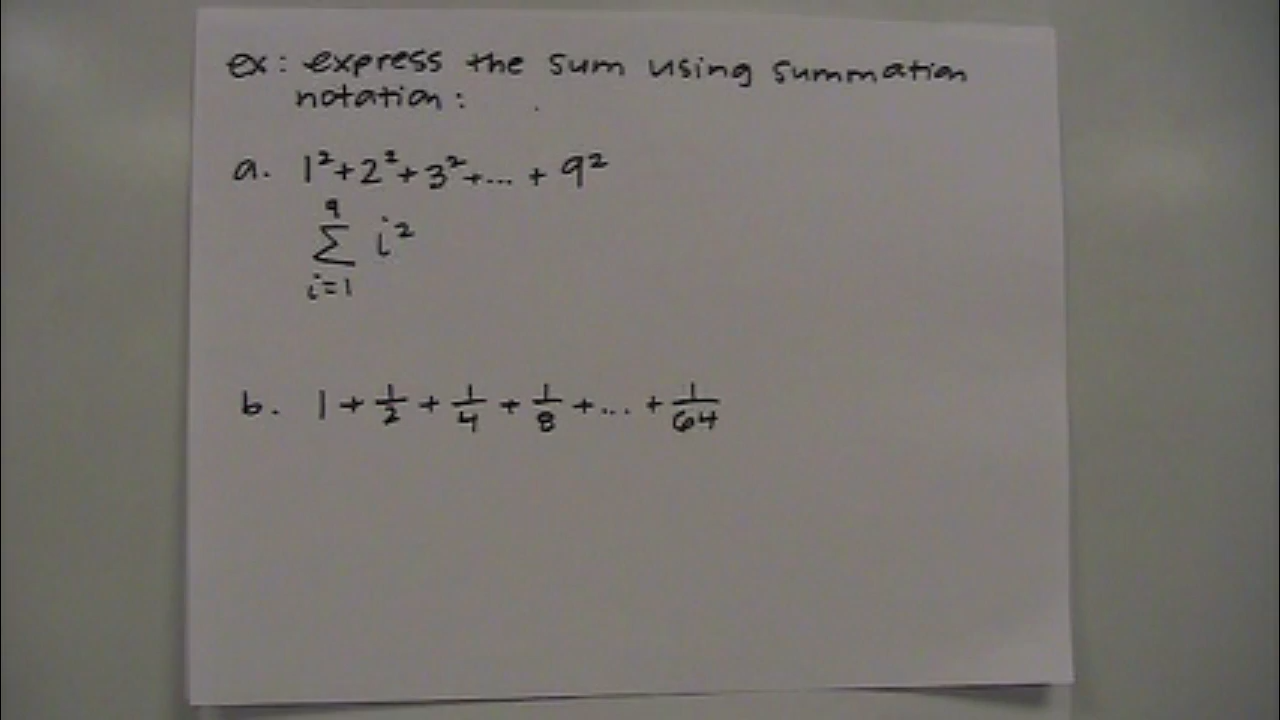 ex: express the sum using summation
notation:
a. 1² + 2² + 3² + ... + 9²
9
Σ i²
i=1
b. 1 + 1/2 + 1/4 + 1/8 + ... + 1/64